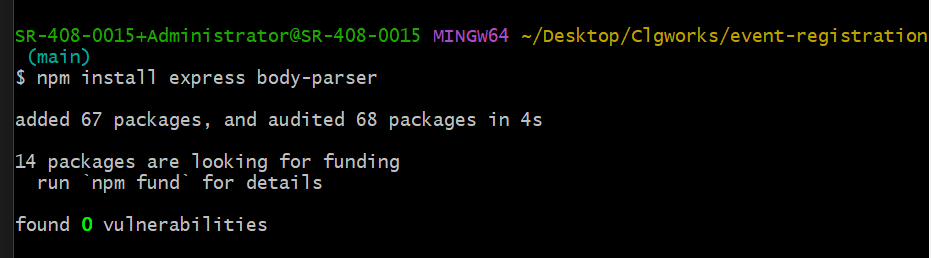 SR-408-0015+Administrator@SR-408-0015 MINGW64 ~/Desktop/Clgworks/event-registration
(main)
$ npm install express body-parser
added 67 packages, and audited 68 packages in 4s
14 packages are looking for funding
run `npm fund` for details
found 0 vulnerabilities